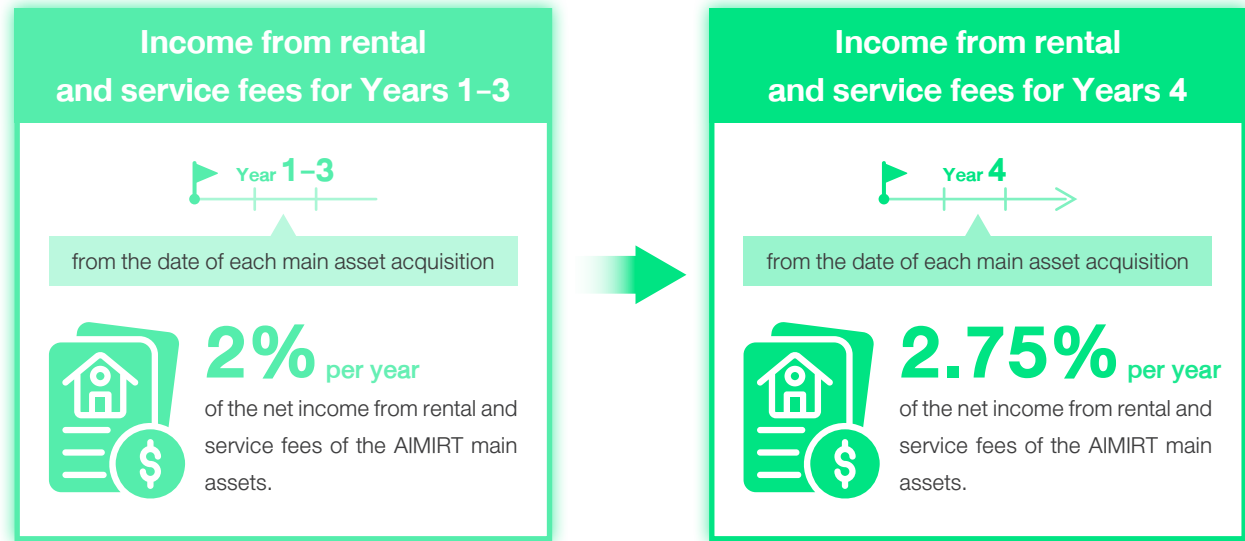 Income from rental
and service fees for Years 1–3
Year 1–3
from the date of each main asset acquisition
2% per year
of the net income from rental and
service fees of the AIMIRT main
assets.
$
Income from rental
and service fees for Years 4
Year 4
from the date of each main asset acquisition
2.75% per year
of the net income from rental and
service fees of the AIMIRT main
assets.
$